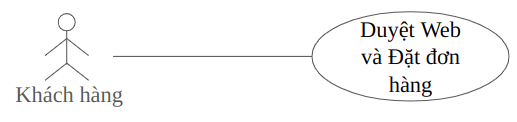 Duyệt Web
và Đặt đơn
hàng
Khách hàng